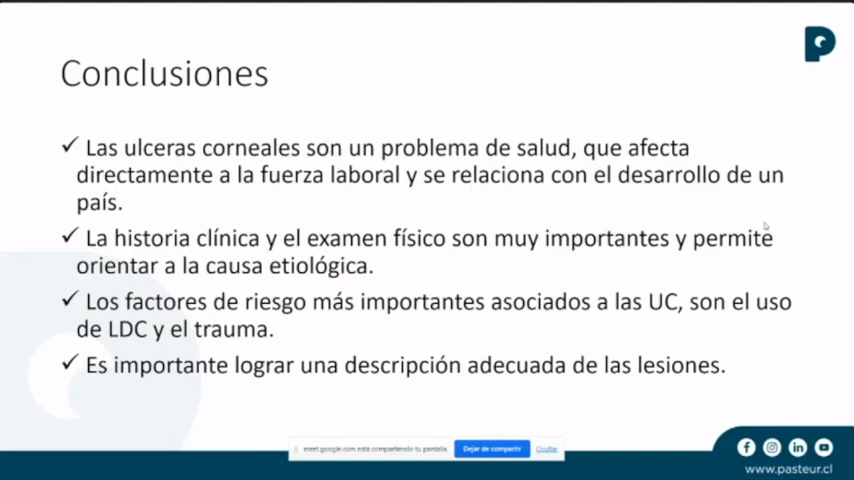 Conclusiones
✓ Las ulceras corneales son un problema de salud, que afecta
directamente a la fuerza laboral y se relaciona con el desarrollo de un
país.
✓ La historia clínica y el examen físico son muy importantes y permite
orientar a la causa etiológica.
✓ Los factores de riesgo más importantes asociados a las UC, son el uso
de LDC y el trauma.
✓ Es importante lograr una descripción adecuada de las lesiones.
meet.google.com está compartiendo tu pantalla. Dejar de compartir Ocultar
www.pasteur.cl